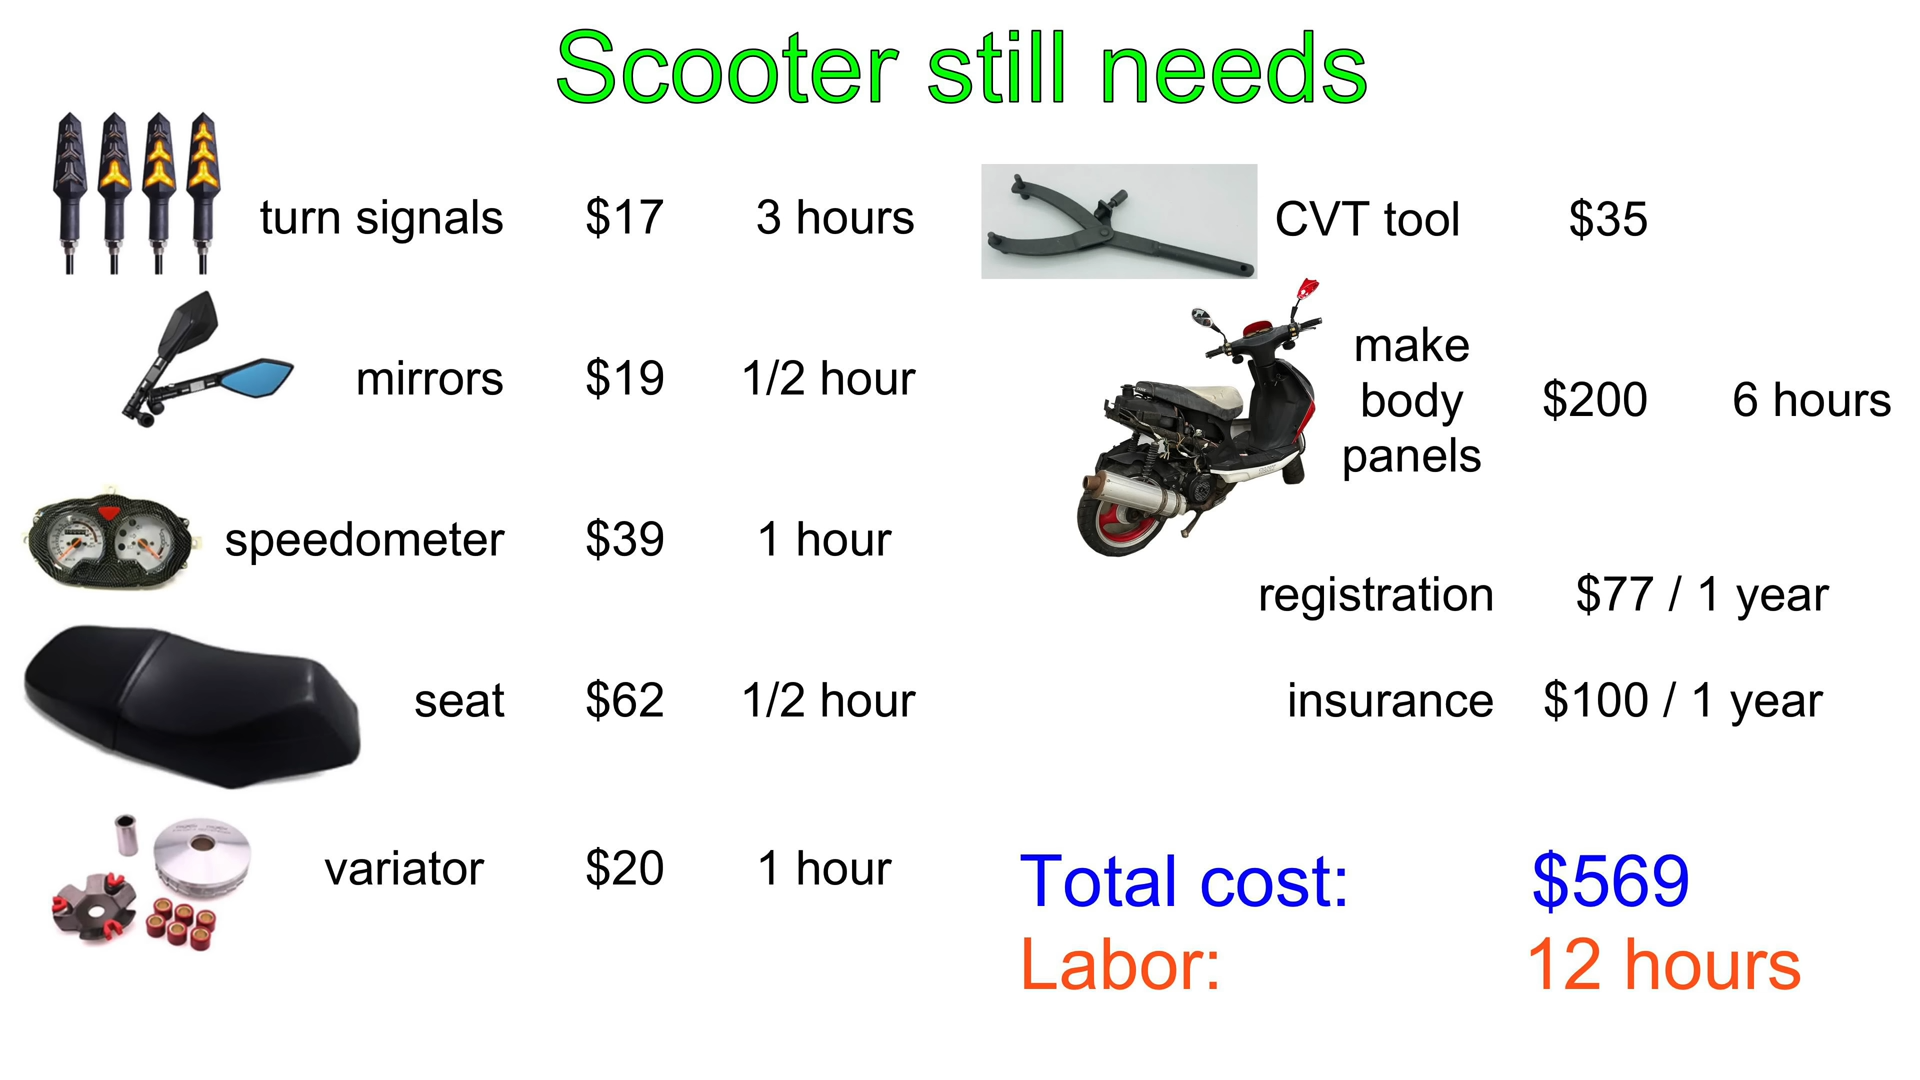 Scooter still needs
turn signals $17 3 hours
mirrors $19 1/2 hour
speedometer $39 1 hour
seat $62 1/2 hour
variator $20 1 hour
CVT tool $35
make
body $200 6 hours
panels
registration $77 / 1 year
insurance $100 / 1 year
Total cost: $569
Labor: 12 hours